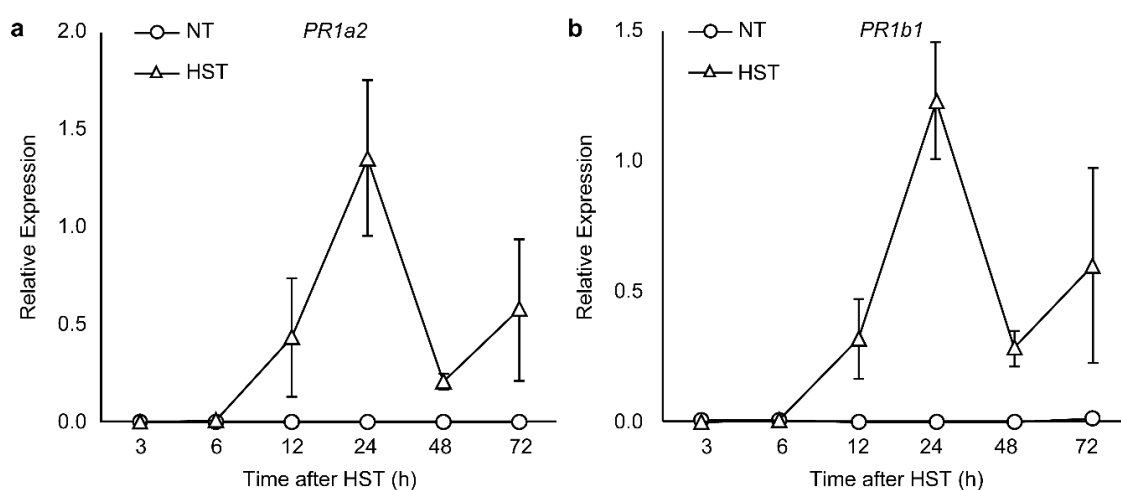 a
PR1a2
NT
HST
2.0
1.5
1.0
0.5
0.0
Relative Expression
3 6 12 24 48 72
Time after HST (h)
b
PR1b1
NT
HST
1.5
1.0
0.5
0.0
Relative Expression
3 6 12 24 48 72
Time after HST (h)